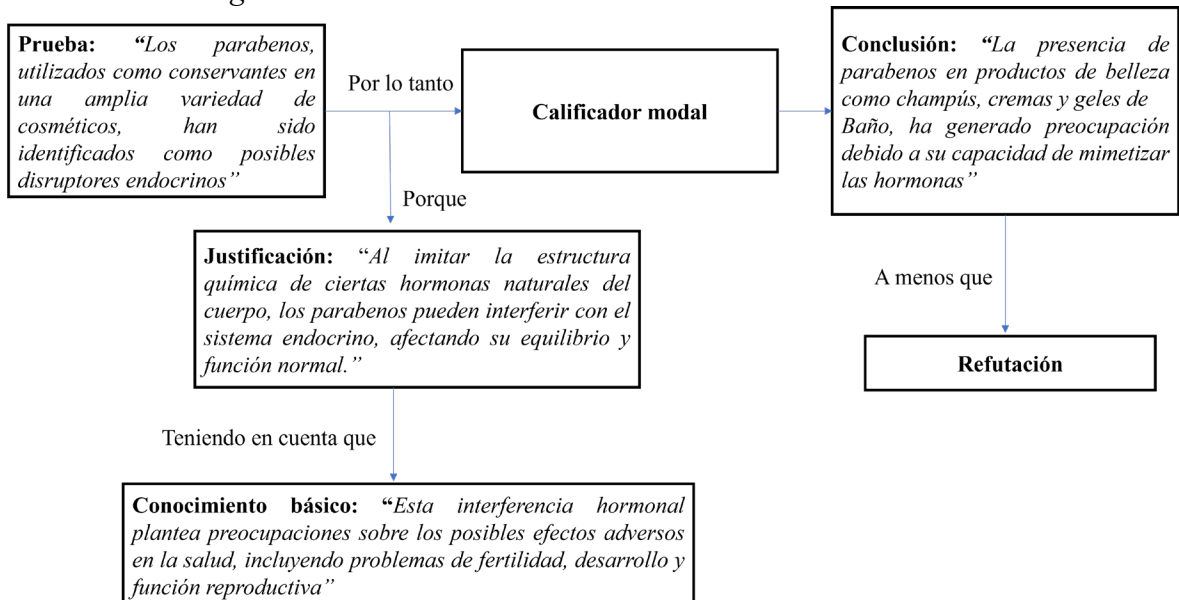 Prueba: “Los parabenos,
utilizados como conservantes en
una amplia variedad de
cosméticos, han sido
identificados como posibles
disruptores endocrinos”
Por lo tanto
Calificador modal
Conclusión: “La presencia de
parabenos en productos de belleza
como champús, cremas y geles de
Baño, ha generado preocupación
debido a su capacidad de mimetizar
las hormonas”
Porque
Justificación: “Al imitar la estructura
química de ciertas hormonas naturales del
cuerpo, los parabenos pueden interferir con el
sistema endocrino, afectando su equilibrio y
función normal.”
A menos que
Refutación
Teniendo en cuenta que
Conocimiento básico: “Esta interferencia hormonal
plantea preocupaciones sobre los posibles efectos adversos
en la salud, incluyendo problemas de fertilidad, desarrollo y
función reproductiva”